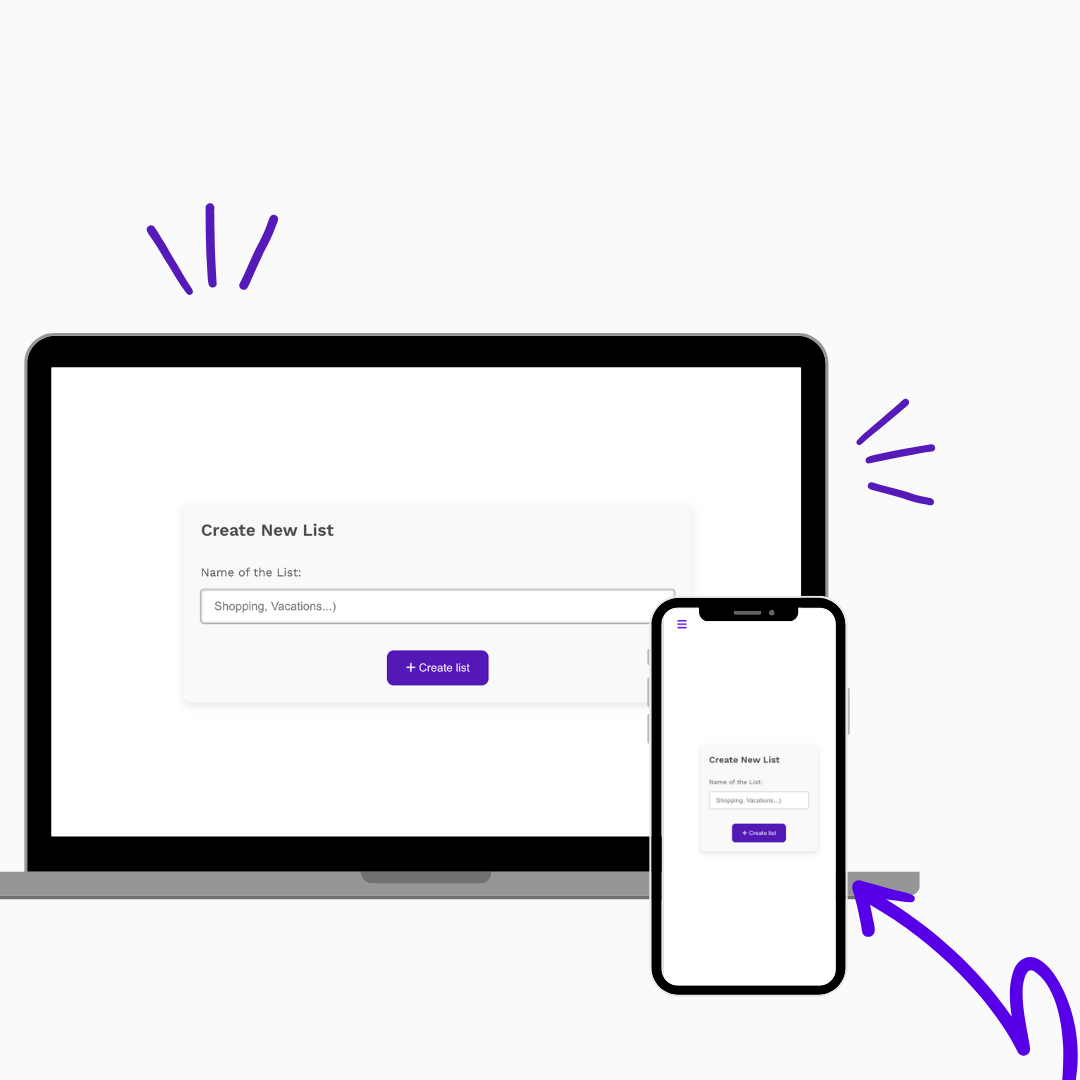 Create New List
Name of the List:
Shopping, Vacations...)
+ Create list
Create New List
Name of the List:
Shopping, Vacations...)
+ Create list